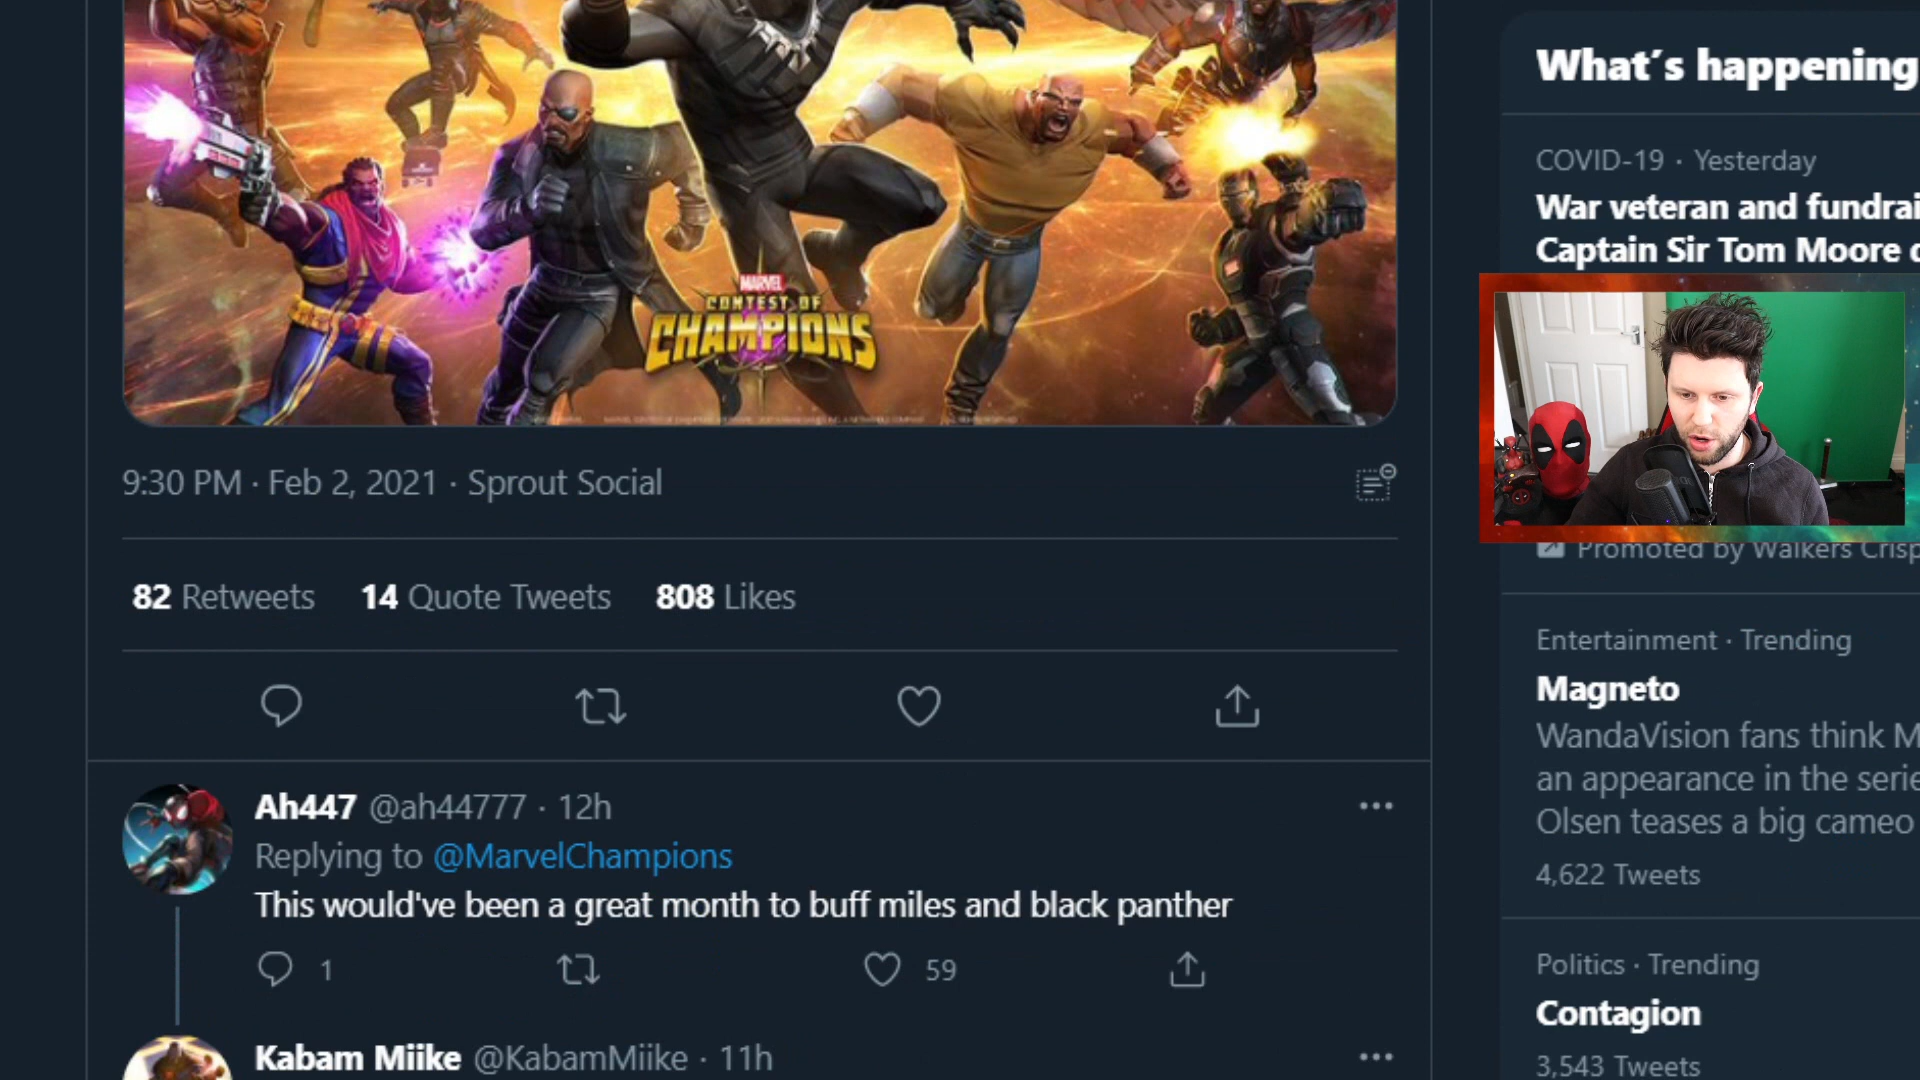 MARVEL
CONTEST OF
CHAMPIONS
9:30 PM · Feb 2, 2021 · Sprout Social
82 Retweets 14 Quote Tweets 808 Likes
Ah447 @ah44777 · 12h
Replying to @MarvelChampions
This would've been a great month to buff miles and black panther
1
59
Kabam Miike @KabamMiike · 11h
What's happening
COVID-19 · Yesterday
War veteran and fundrai
Captain Sir Tom Moore
Promoted by Walkers Crisp
Entertainment · Trending
Magneto
WandaVision fans think M
an appearance in the serie
Olsen teases a big cameo
4,622 Tweets
Politics · Trending
Contagion
3,543 Tweets